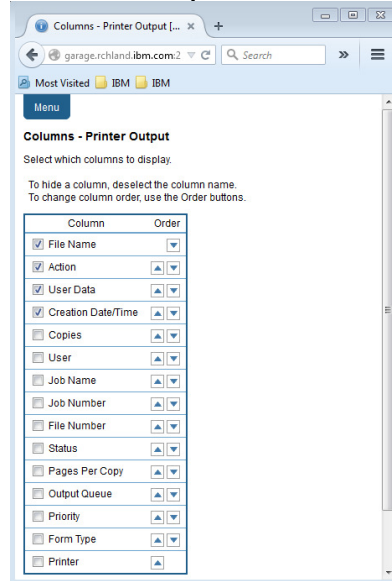 Columns - Printer Output [...
garage.rchland.ibm.com:2
Search
Most Visited IBM IBM
Menu
Columns - Printer Output
Select which columns to display.
To hide a column, deselect the column name.
To change column order, use the Order buttons.
Column Order
File Name
Action
User Data
Creation Date/Time
Copies
User
Job Name
Job Number
File Number
Status
Pages Per Copy
Output Queue
Priority
Form Type
Printer